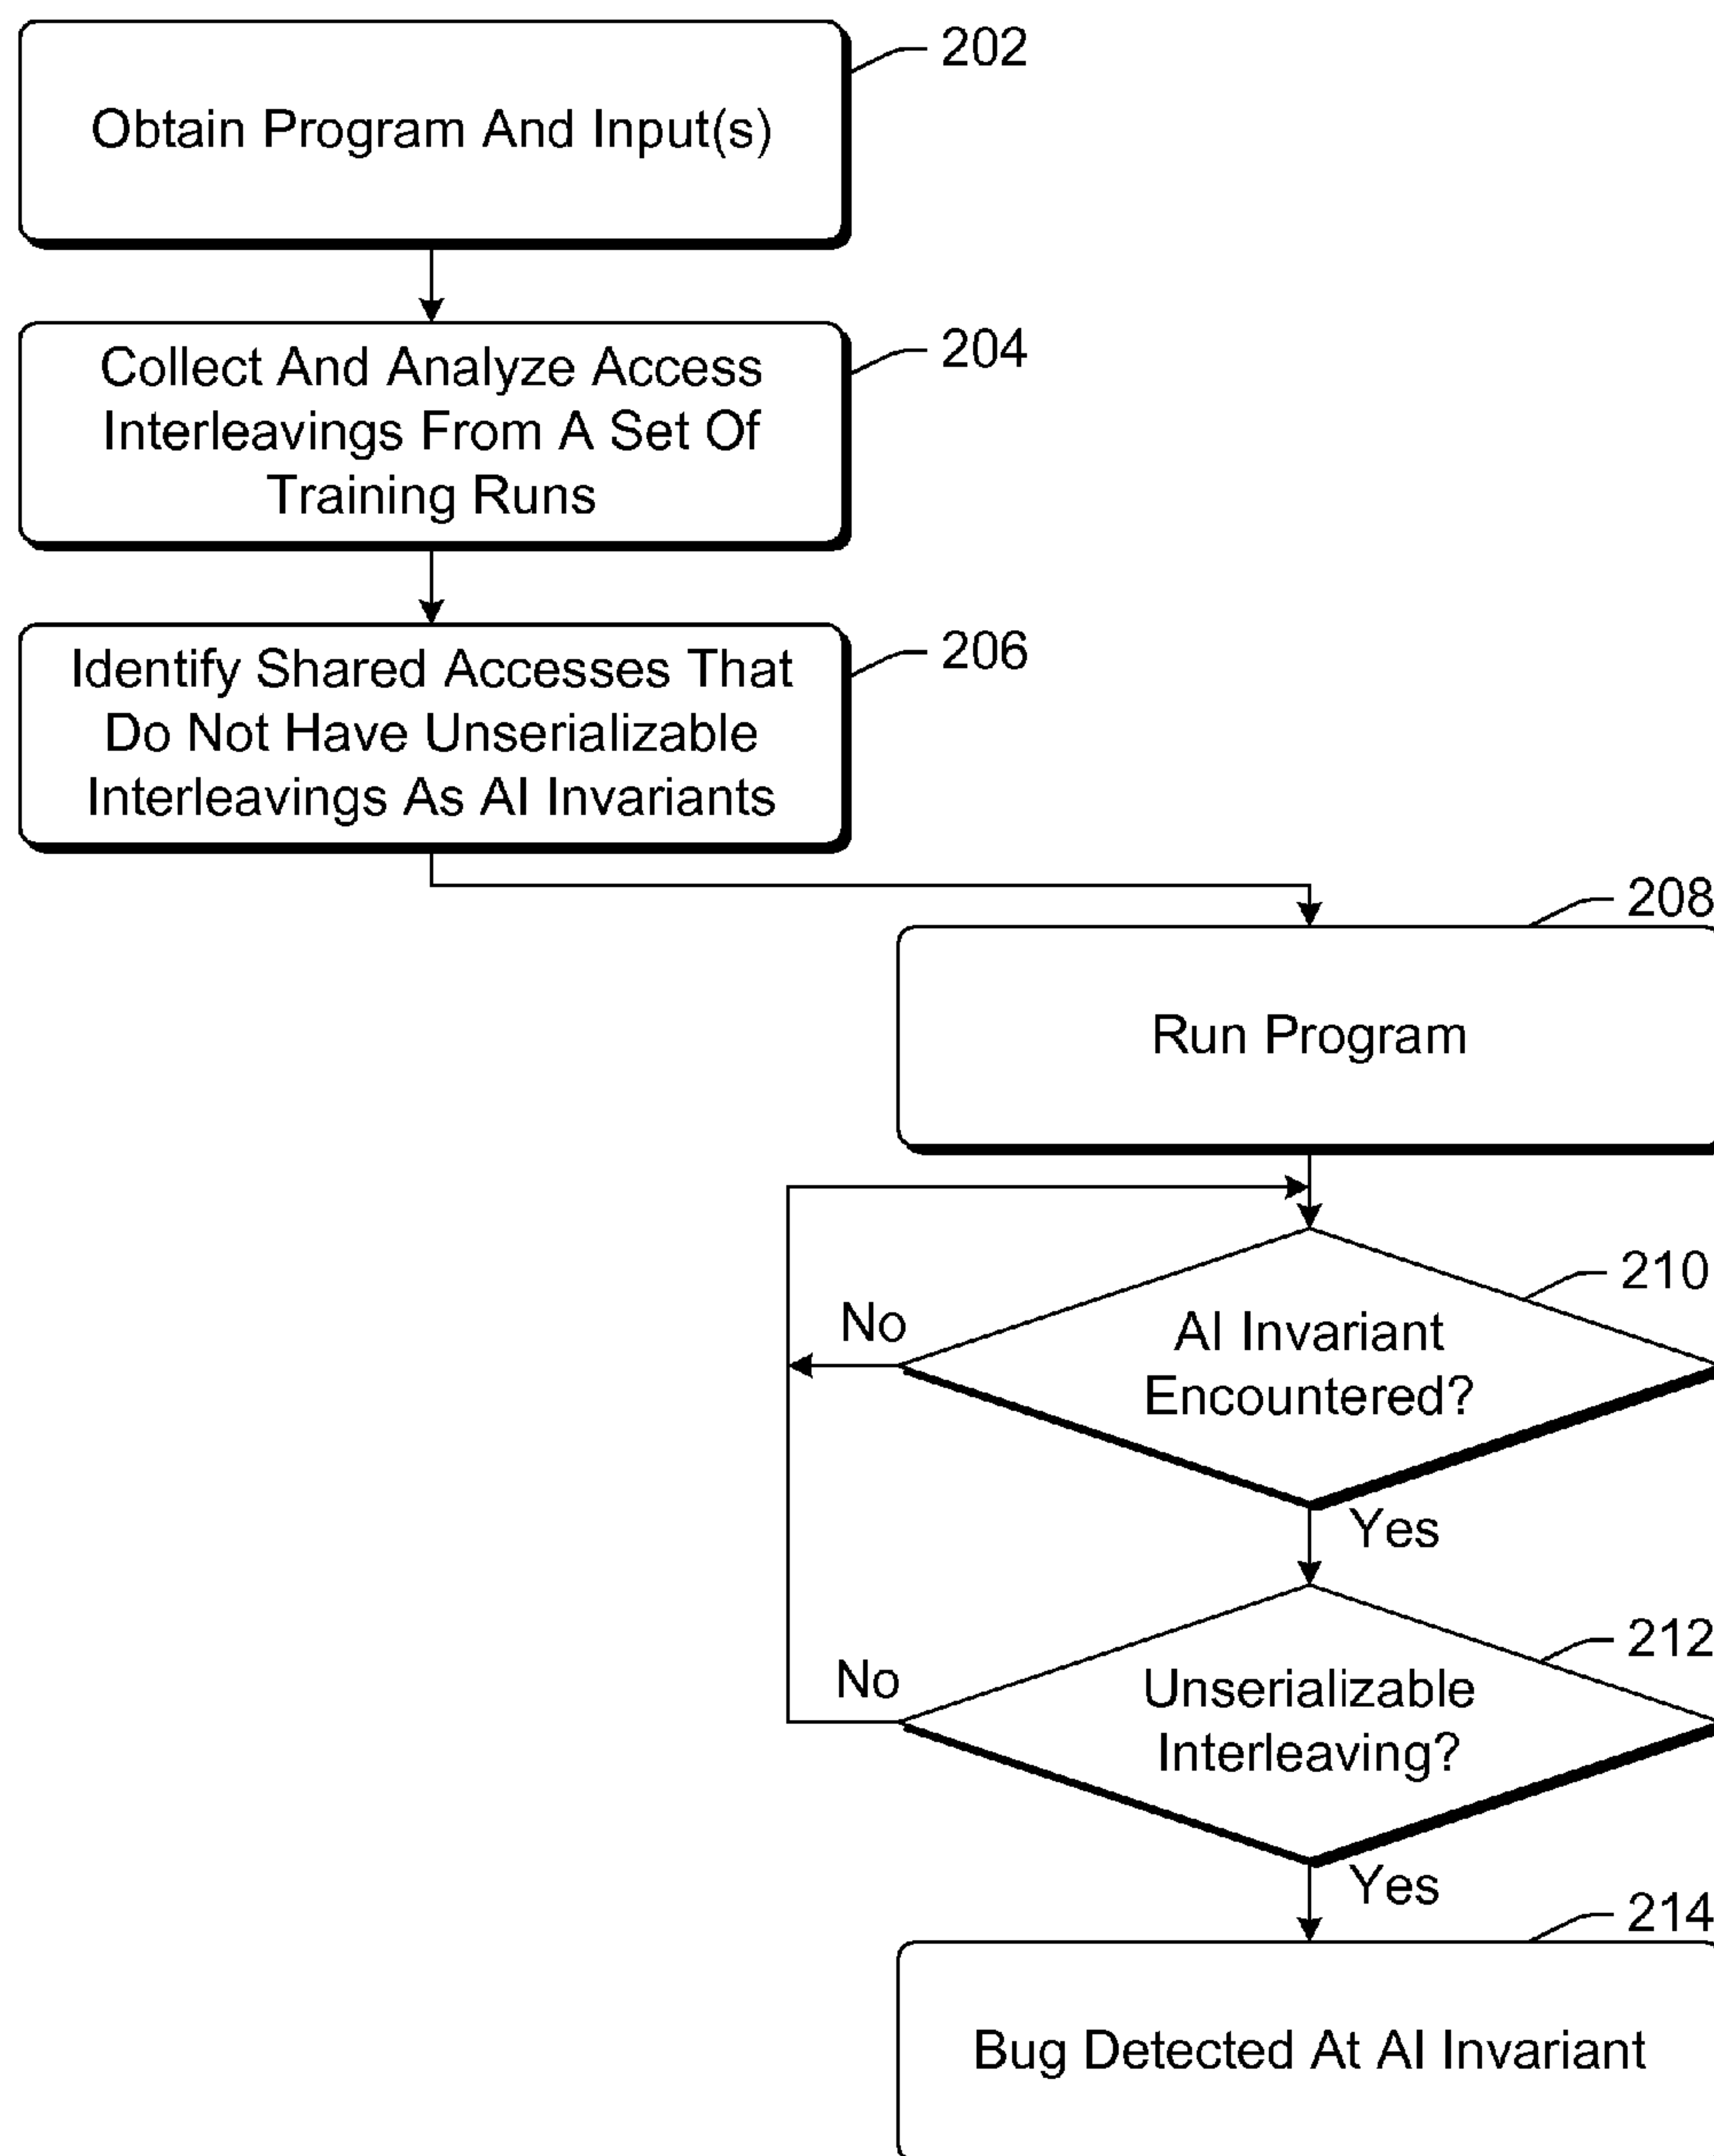 202
Obtain Program And Input(s)
204
Collect And Analyze Access
Interleavings From A Set Of
Training Runs
206
Identify Shared Accesses That
Do Not Have Unserializable
Interleavings As AI Invariants
208
Run Program
210
No
AI Invariant
Encountered?
Yes
212
No
Unserializable
Interleaving?
Yes
214
Bug Detected At AI Invariant